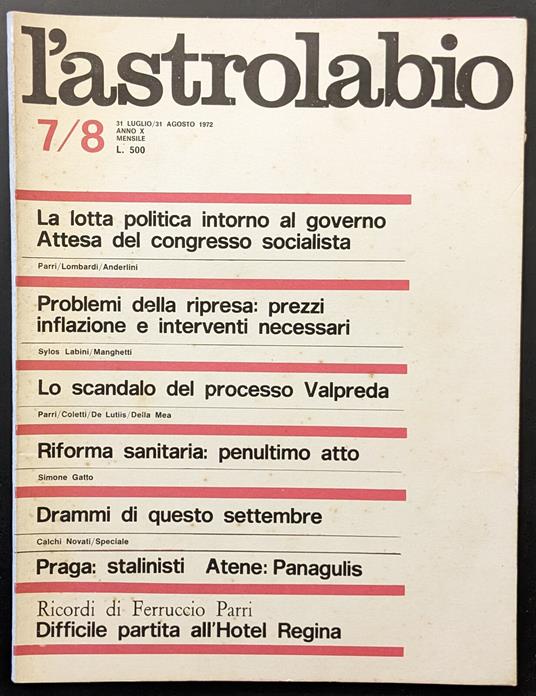 l'astrolabio
7/8
31 LUGLIO/31 AGOSTO 1972
ANNO X
MENSILE
L. 500
La lotta politica intorno al governo
Attesa del congresso socialista
Parri/Lombardi/Anderlini
Problemi della ripresa: prezzi
inflazione e interventi necessari
Sylos Labini/Manghetti
Lo scandalo del processo Valpreda
Parri/Coletti/De Lutiis/Della Mea
Riforma sanitaria: penultimo atto
Simone Gatto
Drammi di questo settembre
Calchi Novati/Speciale
Praga: stalinisti Atene: Panagulis
Ricordi di Ferruccio Parri
Difficile partita all'Hotel Regina